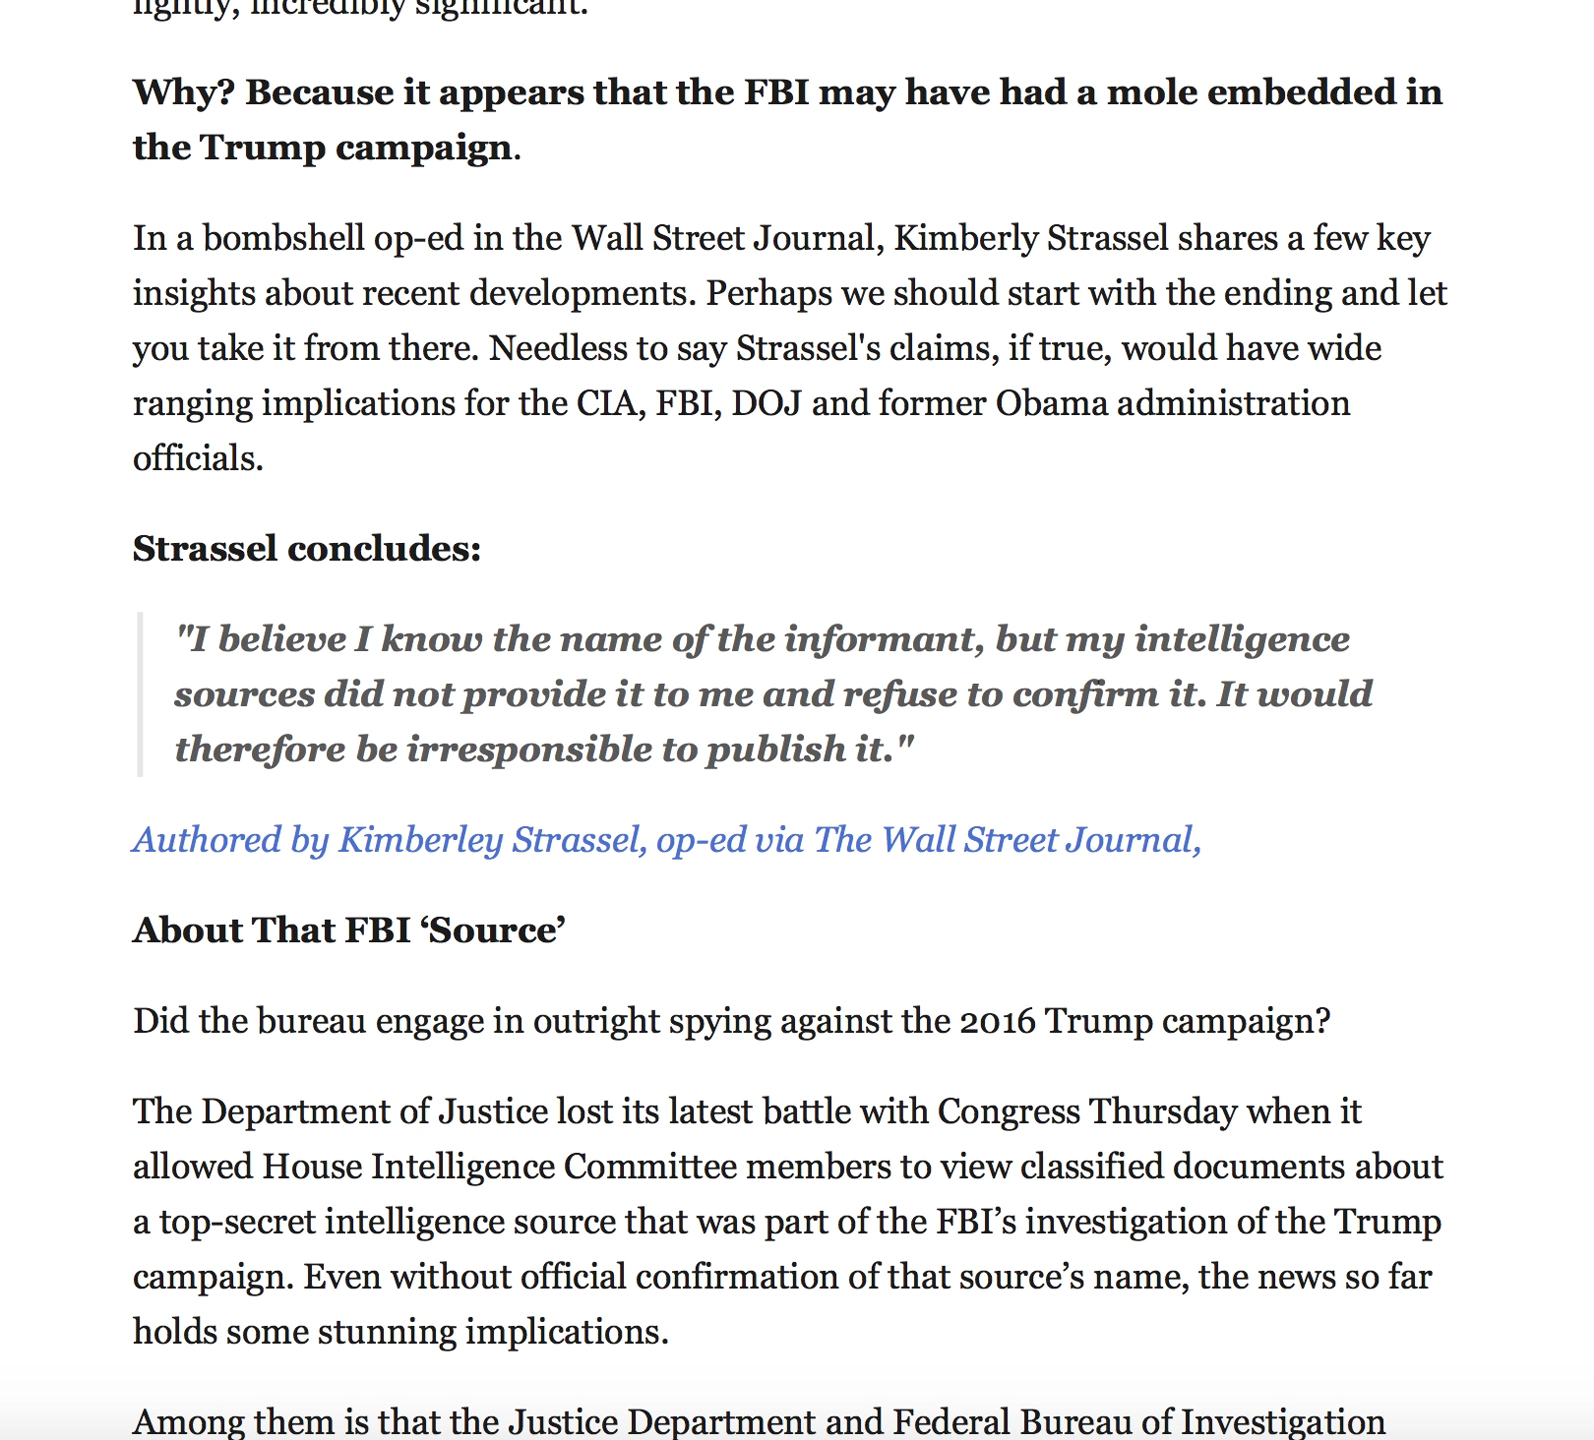 lightly, incredibly significant.
Why? Because it appears that the FBI may have had a mole embedded in
the Trump campaign.
In a bombshell op-ed in the Wall Street Journal, Kimberly Strassel shares a few key
insights about recent developments. Perhaps we should start with the ending and let
you take it from there. Needless to say Strassel's claims, if true, would have wide
ranging implications for the CIA, FBI, DOJ and former Obama administration
officials.
Strassel concludes:
"I believe I know the name of the informant, but my intelligence
sources did not provide it to me and refuse to confirm it. It would
therefore be irresponsible to publish it."
Authored by Kimberley Strassel, op-ed via The Wall Street Journal,
About That FBI ‘Source’
Did the bureau engage in outright spying against the 2016 Trump campaign?
The Department of Justice lost its latest battle with Congress Thursday when it
allowed House Intelligence Committee members to view classified documents about
a top-secret intelligence source that was part of the FBI’s investigation of the Trump
campaign. Even without official confirmation of that source’s name, the news so far
holds some stunning implications.
Among them is that the Justice Department and Federal Bureau of Investigation